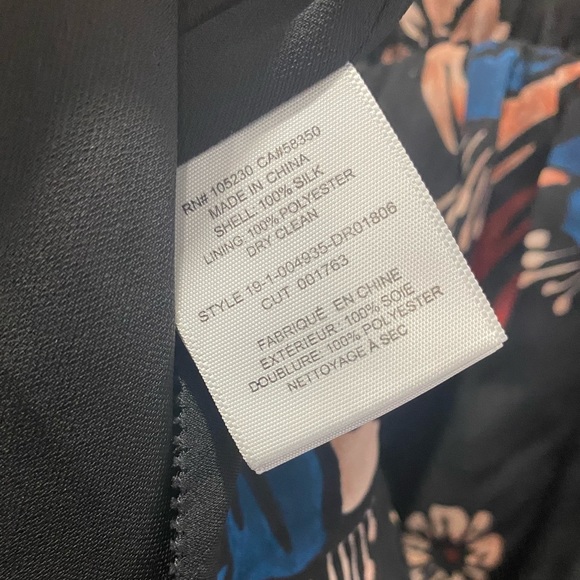 RN# 105230 CA#58350
MADE IN CHINA
SHELL: 100% SILK
LINING: 100% POLYESTER
DRY CLEAN
STYLE 19-1-004935-DR01806
CUT 001763
FABRIQUÉ EN CHINE
EXTÉRIEUR: 100% SOIE
DOUBLURE: 100% POLYESTER
NETTOYAGE À SEC